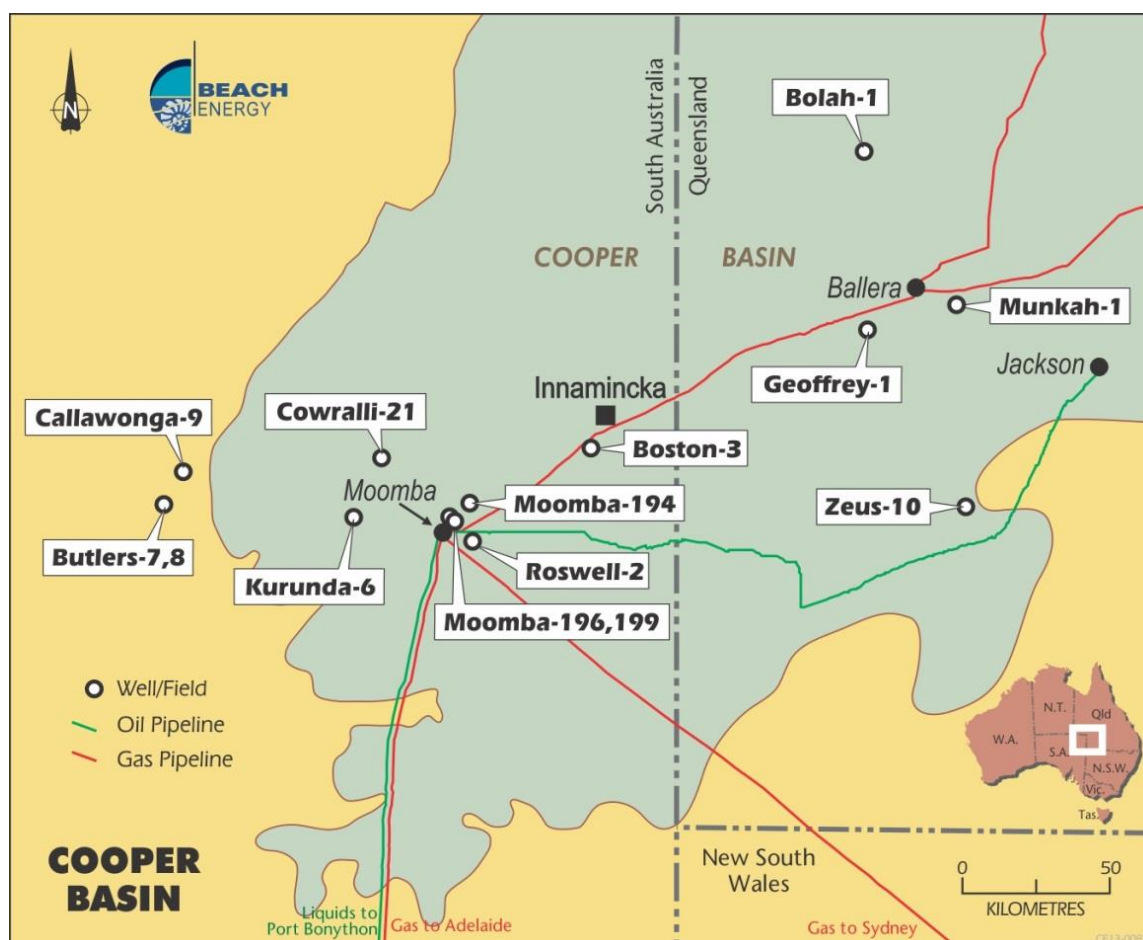 N
BEACH
ENERGY
South Australia
Queensland
Bolah-1
COOPER BASIN
Ballera
Munkah-1
Geoffrey-1
Jackson
Innamincka
Callawonga-9
Cowralli-21
Boston-3
Moomba
Moomba-194
Zeus-10
Butlers-7,8
Kurunda-6
Roswell-2
Moomba-196,199
Well/Field
Oil Pipeline
Gas Pipeline
N.T.
Qld
W.A.
S.A.
N.S.W.
Vic.
Tas.
COOPER
BASIN
New South
Wales
0 50
KILOMETRES
Liquids to
Port Bonython
Gas to Adelaide
Gas to Sydney